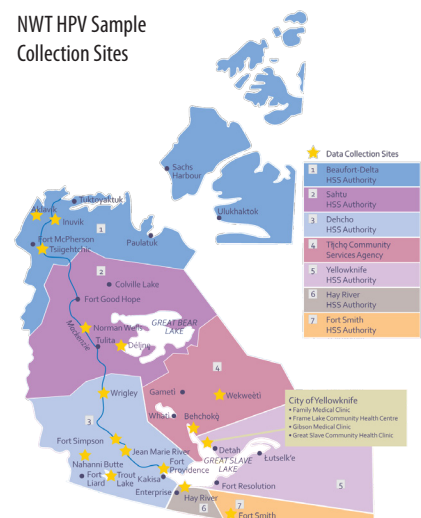 NWT HPV Sample
Collection Sites
Data Collection Sites
1 Beaufort-Delta
HSS Authority
2 Sahtu
HSS Authority
3 Dehcho
HSS Authority
4 Tłįchǫ Community
Services Agency
5 Yellowknife
HSS Authority
6 Hay River
HSS Authority
7 Fort Smith
HSS Authority
Sachs
Harbour
Ulukhaktok
Tuktoyaktuk
Aklavik
Inuvik
1
Fort McPherson
Tsiigehtchic
Paulatuk
2
Colville Lake
Fort Good Hope
Mackenzie
Norman Wells
GREAT BEAR
LAKE
Tulita
Délįnę
4
Wrigley
Gamètì
Wekweètì
Whatì
Behchokǫ̀
City of Yellowknife
• Family Medical Clinic
• Frame Lake Community Health Centre
• Gibson Medical Clinic
• Great Slave Community Health Clinic
3
Fort Simpson
Jean Marie River
Detah
Łutselk'e
GREAT SLAVE
LAKE
Nahanni Butte
Fort
Liard
Trout
Lake
Fort
Providence
Kakisa
Enterprise
Fort Resolution
5
Hay River
6
7
Fort Smith